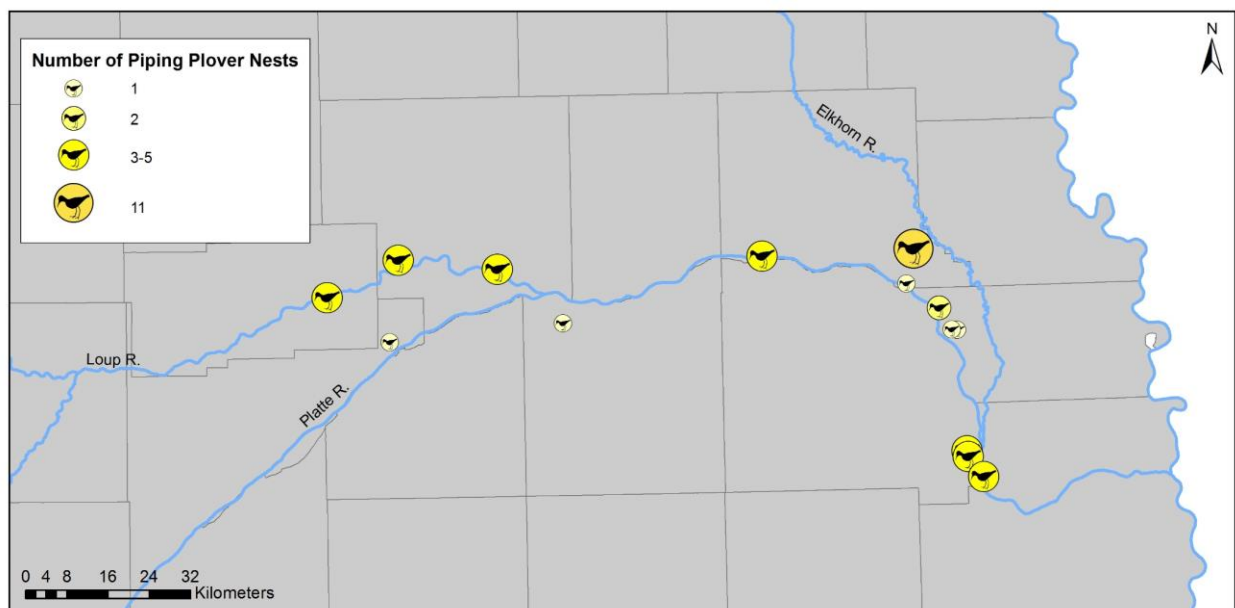 Number of Piping Plover Nests
1
2
3-5
11
N
Elkhorn R.
Loup R.
Platte R.
0 4 8 16 24 32
Kilometers